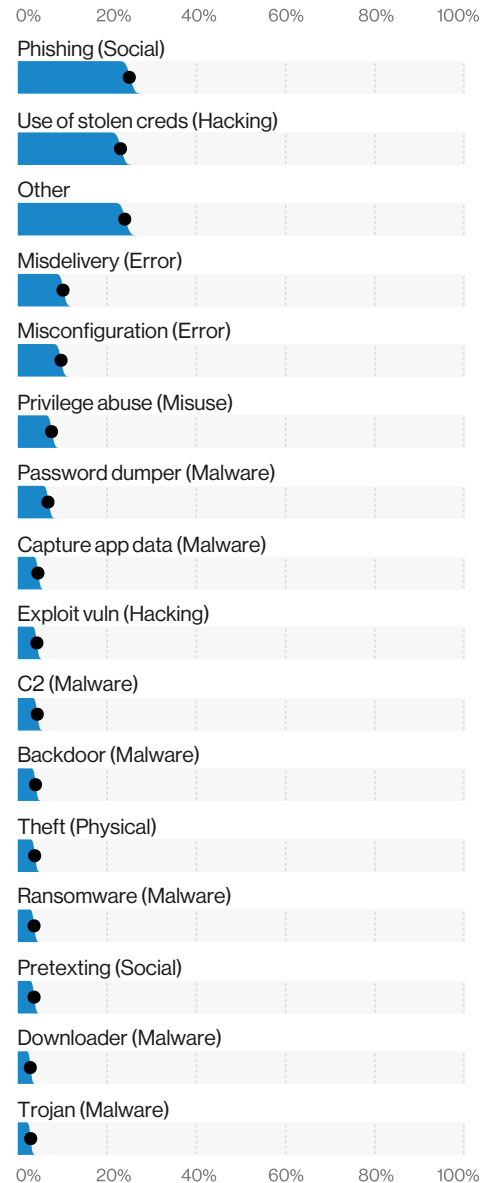 0% 20% 40% 60% 80% 100%
Phishing (Social)
Use of stolen creds (Hacking)
Other
Misdelivery (Error)
Misconfiguration (Error)
Privilege abuse (Misuse)
Password dumper (Malware)
Capture app data (Malware)
Exploit vuln (Hacking)
C2 (Malware)
Backdoor (Malware)
Theft (Physical)
Ransomware (Malware)
Pretexting (Social)
Downloader (Malware)
Trojan (Malware)
0% 20% 40% 60% 80% 100%